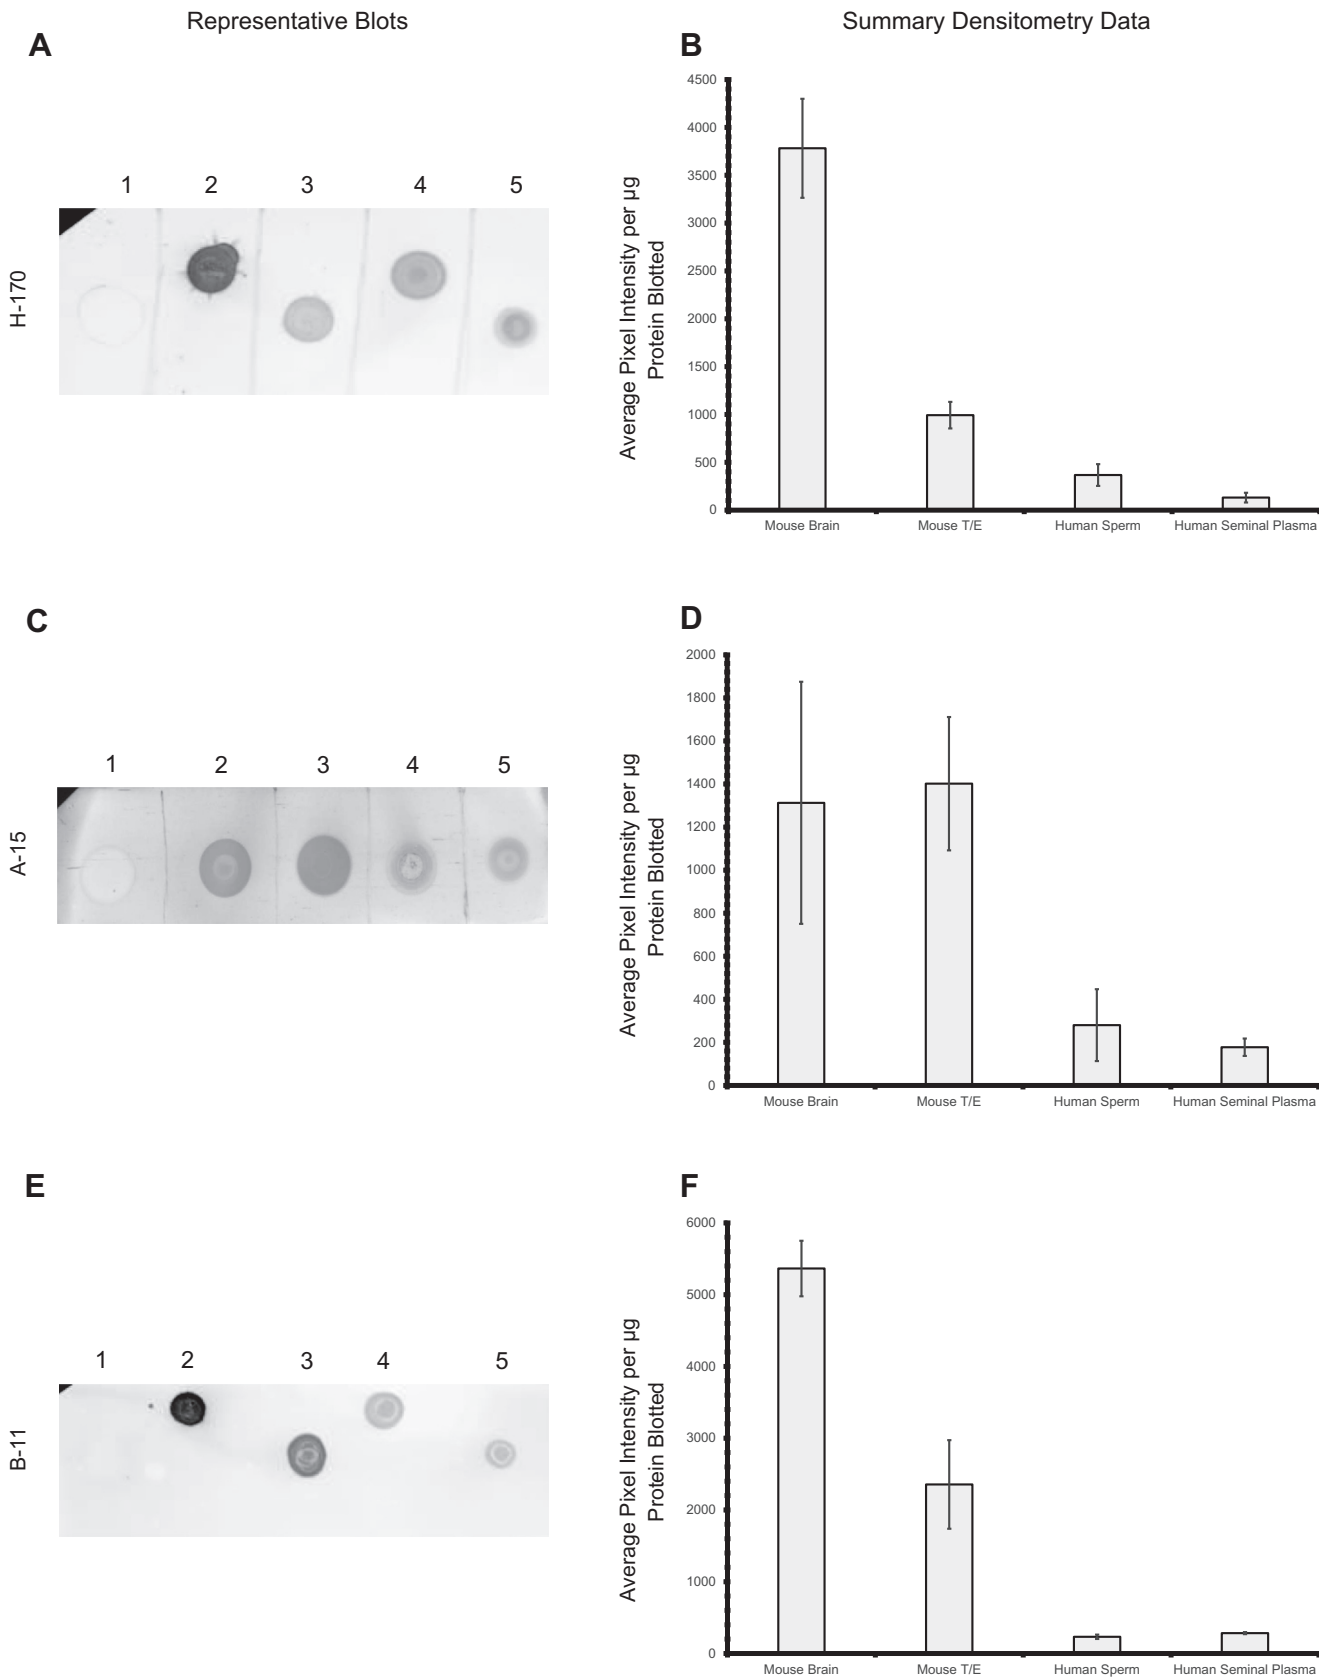 Representative Blots
Summary Densitometry Data
A
1 2 3 4 5
H-170
B
Average Pixel Intensity per µg
Protein Blotted
4500
4000
3500
3000
2500
2000
1500
1000
500
0
Mouse Brain Mouse T/E Human Sperm Human Seminal Plasma
C
1 2 3 4 5
A-15
D
Average Pixel Intensity per µg
Protein Blotted
2000
1800
1600
1400
1200
1000
800
600
400
200
0
Mouse Brain Mouse T/E Human Sperm Human Seminal Plasma
E
1 2 3 4 5
B-11
F
Average Pixel Intensity per µg
Protein Blotted
6000
5000
4000
3000
2000
1000
0
Mouse Brain Mouse T/E Human Sperm Human Seminal Plasma